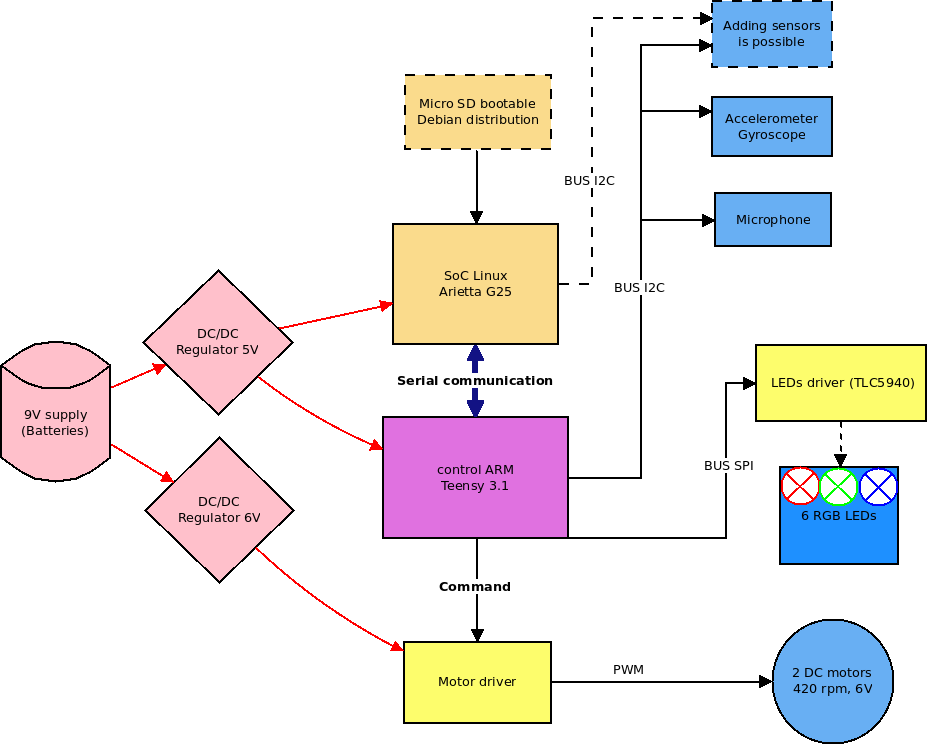 Adding sensors
is possible
Micro SD bootable
Debian distribution
Accelerometer
Gyroscope
BUS I2C
Microphone
SoC Linux
Arietta G25
BUS I2C
DC/DC
Regulator 5V
Serial communication
LEDs driver (TLC5940)
9V supply
(Batteries)
control ARM
Teensy 3.1
BUS SPI
DC/DC
Regulator 6V
6 RGB LEDs
Command
PWM
Motor driver
2 DC motors
420 rpm, 6V